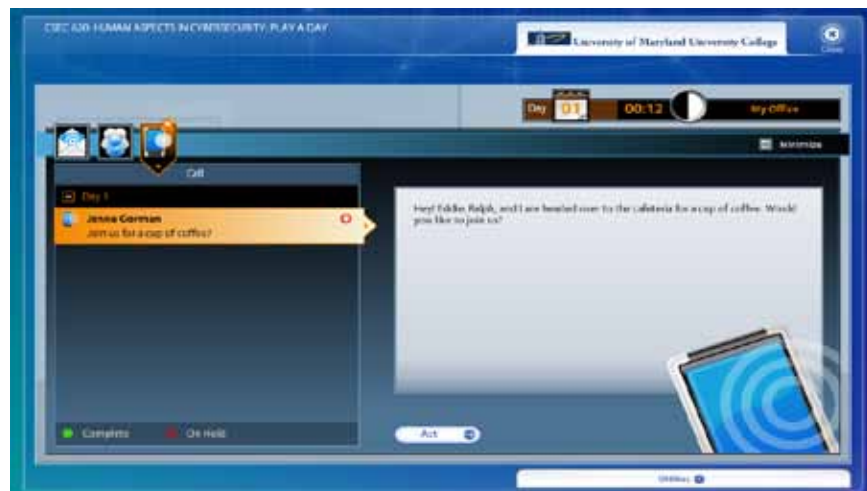 CSEC 620: HUMAN ASPECTS IN CYBERSECURITY: PLAY A DAY
University of Maryland University College
Close
Day 01 00:12 My Office
Minimize
Call
Day 1
Jenna Gorman
Join us for a cup of coffee?
Hey! Eddie, Ralph, and I are headed over to the cafeteria for a cup of coffee. Would
you like to join us?
Complete On Hold
Act
Utilities